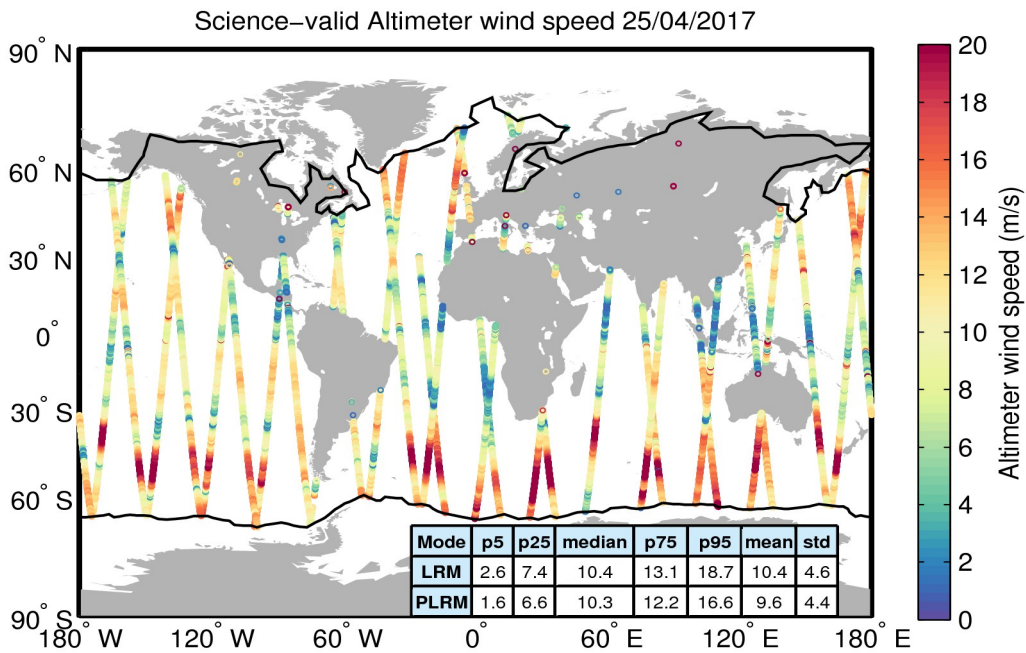 Science−valid Altimeter wind speed 25/04/2017
90° N
60° N
30° N
0°
30° S
60° S
90° S
180° W
120° W
60° W
0°
60° E
120° E
180° E
Mode p5 p25 median p75 p95 mean std
LRM 2.6 7.4 10.4 13.1 18.7 10.4 4.6
PLRM 1.6 6.6 10.3 12.2 16.6 9.6 4.4
20
18
16
14
12
10
8
6
4
2
0
Altimeter wind speed (m/s)